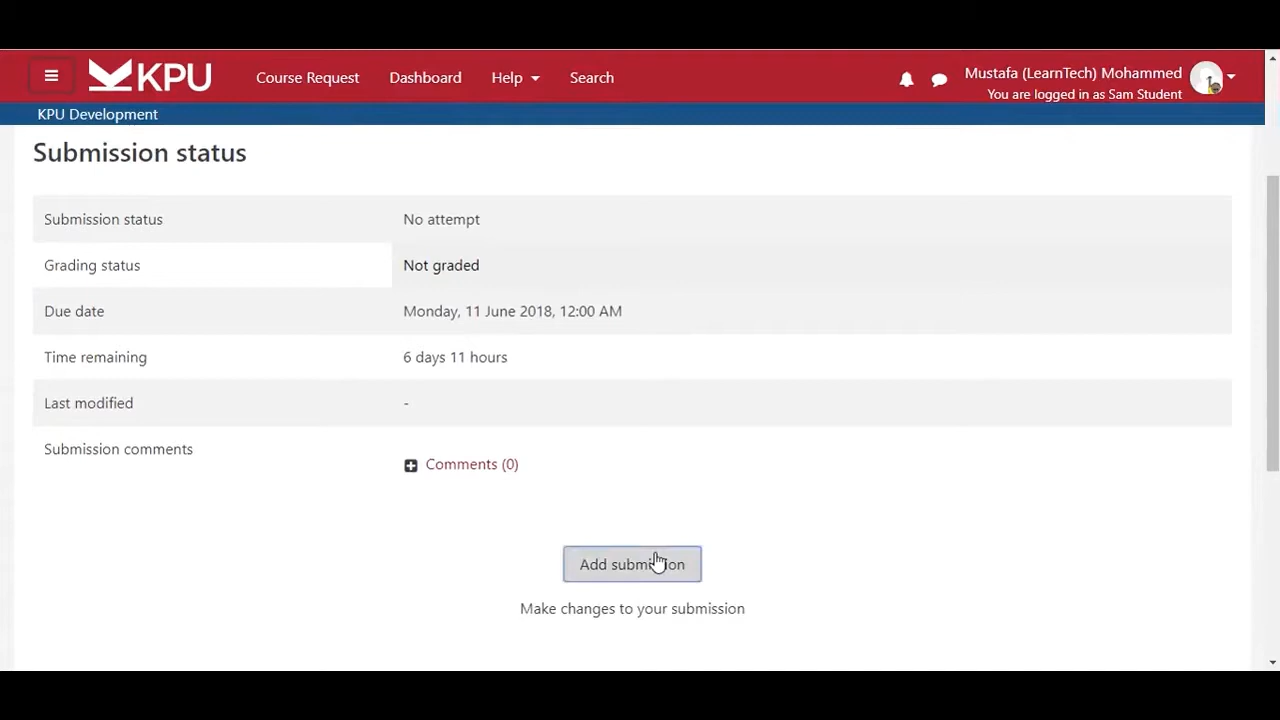 KPU
Course Request
Dashboard
Help
Search
Mustafa (LearnTech) Mohammed
You are logged in as Sam Student
KPU Development
Submission status
Submission status No attempt
Grading status Not graded
Due date Monday, 11 June 2018, 12:00 AM
Time remaining 6 days 11 hours
Last modified -
Submission comments
Comments (0)
Add submission
Make changes to your submission